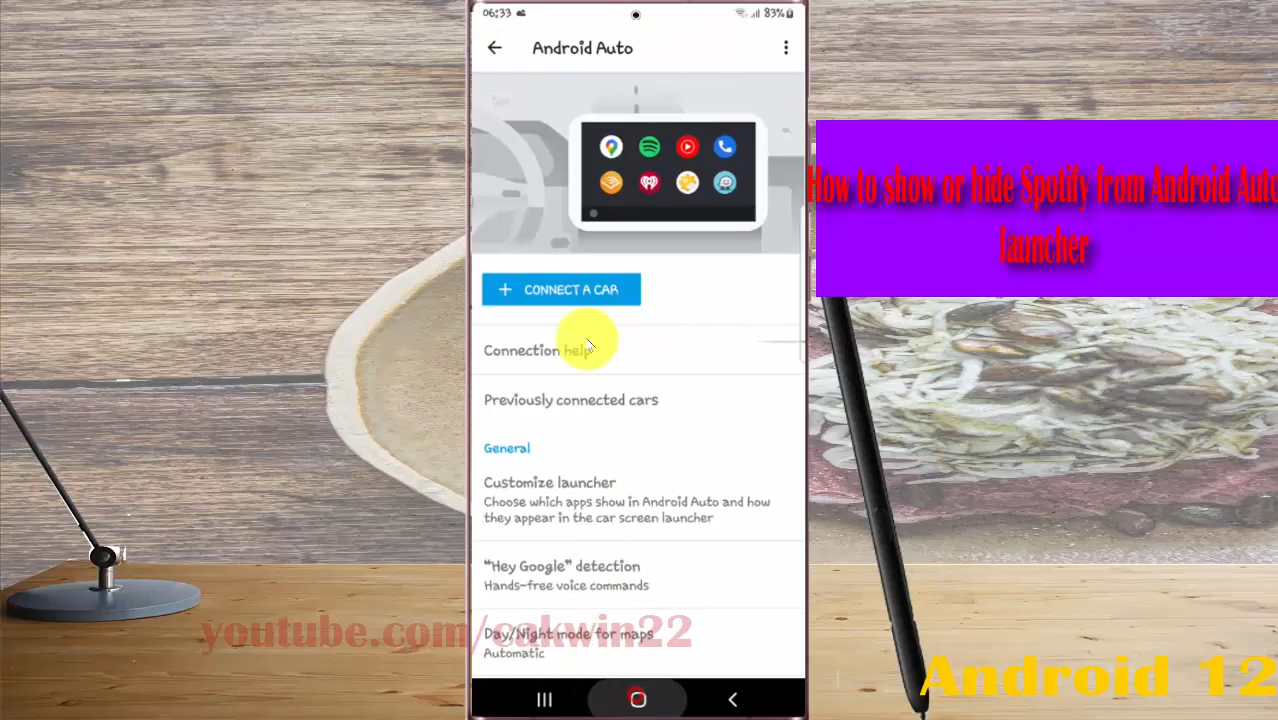 06:33
83%
Android Auto
+ CONNECT A CAR
Connection help
Previously connected cars
General
Customize launcher
Choose which apps show in Android Auto and how
they appear in the car screen launcher
"Hey Google" detection
Hands-free voice commands
Day/Night mode for maps
Automatic
How to show or hide Spotify from Android Auto
launcher
youtube.com/cakwin22
Android 12